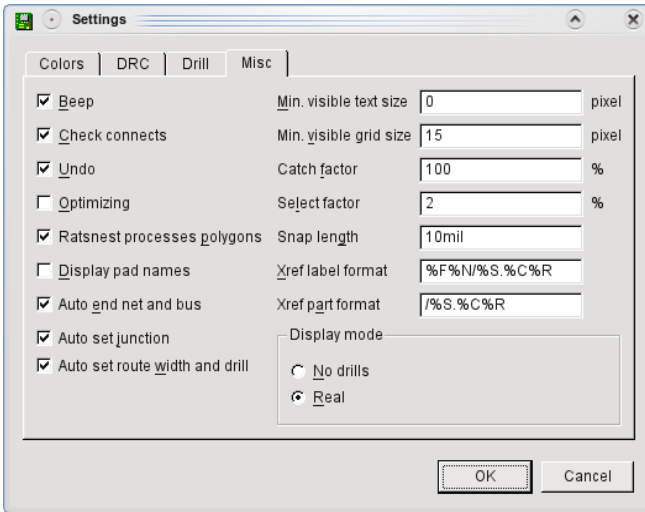 Settings
Colors DRC Drill Misc
Beep Min. visible text size 0 pixel
Check connects Min. visible grid size 15 pixel
Undo Catch factor 100 %
Optimizing Select factor 2 %
Ratsnest processes polygons Snap length 10mil
Display pad names Xref label format %F%N/%S.%C%R
Auto end net and bus Xref part format /%S.%C%R
Auto set junction Display mode
Auto set route width and drill No drills
Real
OK Cancel